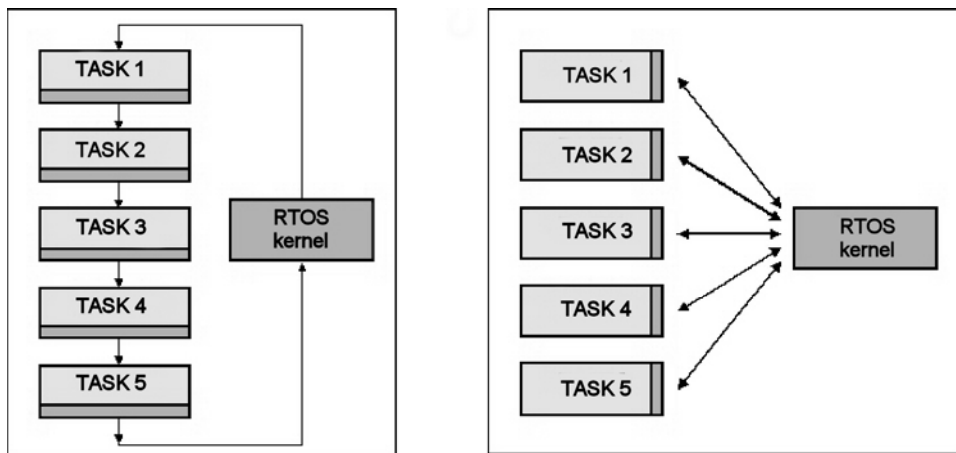 TASK 1
TASK 2
TASK 3
TASK 4
TASK 5
RTOS
kernel
TASK 1
TASK 2
TASK 3
TASK 4
TASK 5
RTOS
kernel